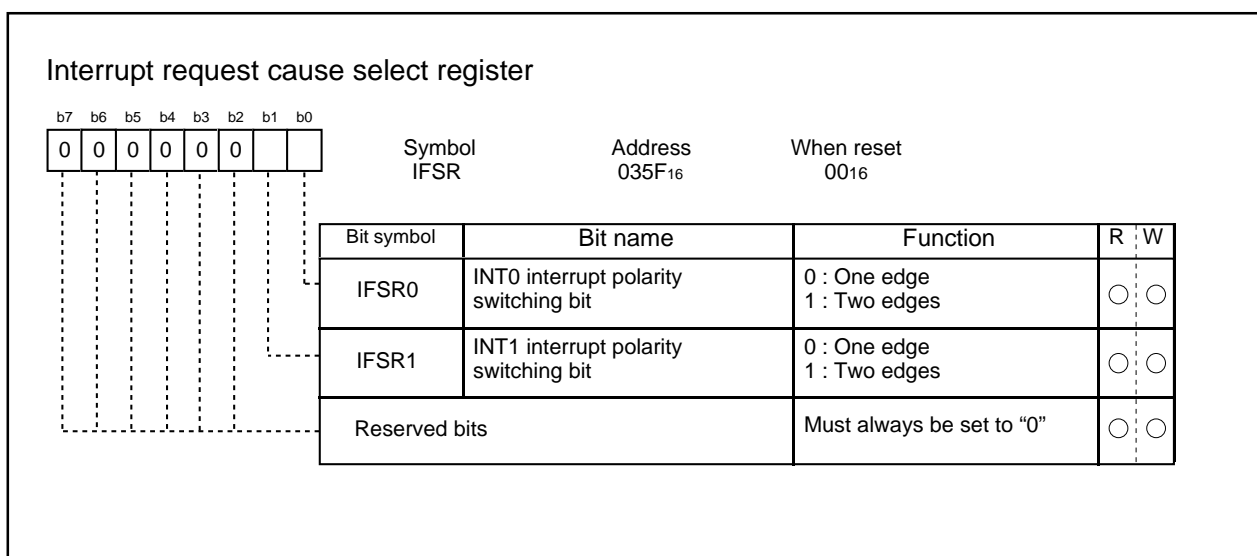 Interrupt request cause select register
b7 b6 b5 b4 b3 b2 b1 b0
0 0 0 0 0 0
Symbol Address When reset
IFSR 035F16 0016
Bit symbol Bit name Function R W
IFSR0 INT0 interrupt polarity switching bit 0 : One edge
1 : Two edges
IFSR1 INT1 interrupt polarity switching bit 0 : One edge
1 : Two edges
Reserved bits Must always be set to “0”